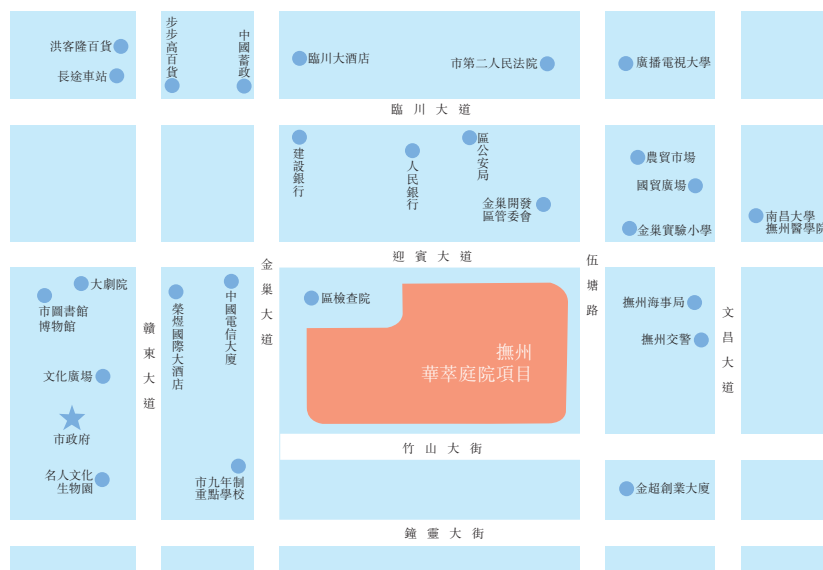 洪客隆百貨
長途車站
步步高百貨
中國蓄政
臨川大酒店
市第二人民法院
廣播電視大學
臨川大道
建設銀行
人民銀行
區公安局
金巢開發
區管委會
農貿市場
國貿廣場
金巢實驗小學
南昌大學
撫州醫學院
迎賓大道
金巢大道
伍塘路
大劇院
市圖書館
博物館
贛東大道
榮煜國際大酒店
中國電信大廈
區檢查院
撫州
華萃庭院項目
撫州海事局
撫州交警
文昌大道
文化廣場
市政府
名人文化
生物園
市九年制
重點學校
竹山大街
金超創業大廈
鐘靈大街